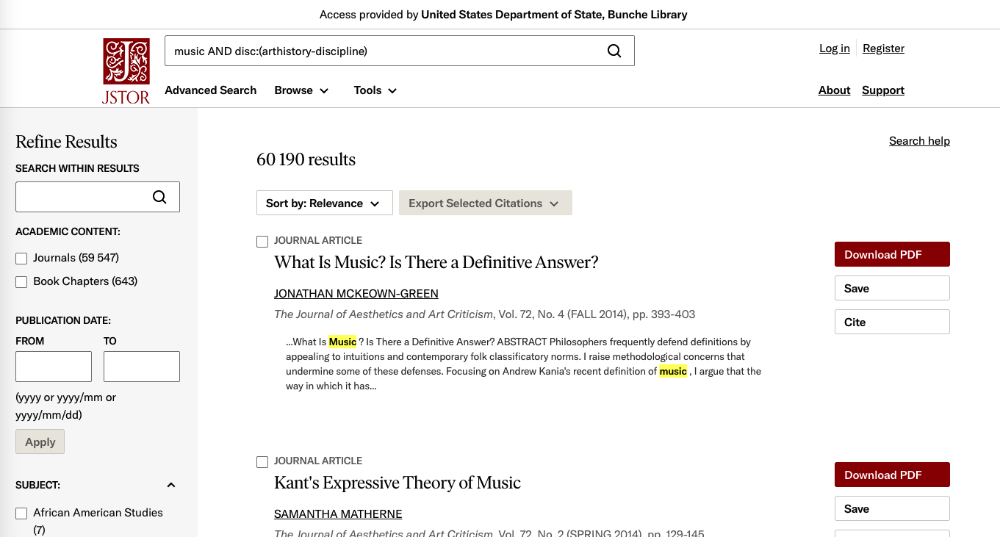 Access provided by United States Department of State, Bunche Library
JSTOR
music AND disc:(arthistory-discipline)
Log in
Register
Advanced Search
Browse
Tools
About
Support
Refine Results
SEARCH WITHIN RESULTS
ACADEMIC CONTENT:
Journals (59 547)
Book Chapters (643)
PUBLICATION DATE:
FROM
TO
(yyyy or yyyy/mm or
yyyy/mm/dd)
Apply
SUBJECT:
African American Studies
(7)
Search help
60 190 results
Sort by: Relevance
Export Selected Citations
JOURNAL ARTICLE
What Is Music? Is There a Definitive Answer?
JONATHAN MCKEOWN-GREEN
The Journal of Aesthetics and Art Criticism, Vol. 72, No. 4 (FALL 2014), pp. 393-403
...What Is Music ? Is There a Definitive Answer? ABSTRACT Philosophers frequently defend definitions by
appealing to intuitions and contemporary folk classificatory norms. I raise methodological concerns that
undermine some of these defenses. Focusing on Andrew Kania's recent definition of music , I argue that the
way in which it has...
Download PDF
Save
Cite
JOURNAL ARTICLE
Kant's Expressive Theory of Music
SAMANTHA MATHERNE
The Journal of Aesthetics and Art Criticism, Vol. 72, No. 2 (SPRING 2014), pp. 129-145
Download PDF
Save